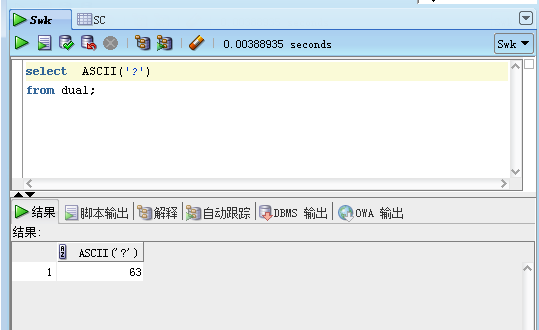 Swk SC
0.00388935 seconds Swk
select ASCII('?')
from dual;
结果 脚本输出 解释 自动跟踪 DBMS 输出 OWA 输出
结果:
ASCII('?')
1 63